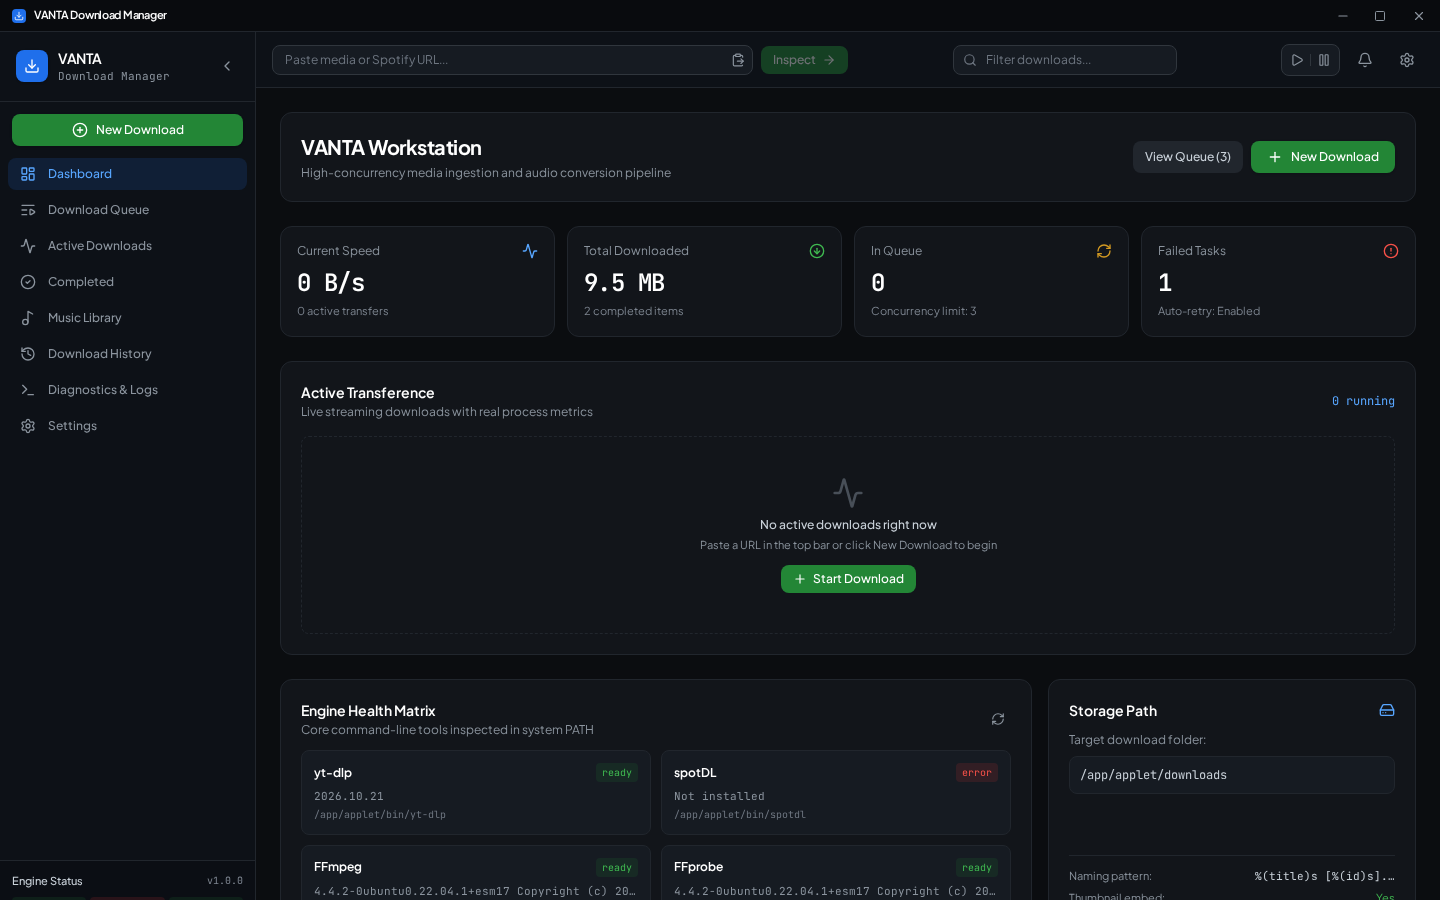 VANTA Download Manager
VANTA
Download Manager
Paste media or Spotify URL...
Inspect
Filter downloads...
New Download
Dashboard
Download Queue
Active Downloads
Completed
Music Library
Download History
Diagnostics & Logs
Settings
Engine Status
v1.0.0
VANTA Workstation
High-concurrency media ingestion and audio conversion pipeline
View Queue (3)
New Download
Current Speed
0 B/s
0 active transfers
Total Downloaded
9.5 MB
2 completed items
In Queue
0
Concurrency limit: 3
Failed Tasks
1
Auto-retry: Enabled
Active Transference
Live streaming downloads with real process metrics
0 running
No active downloads right now
Paste a URL in the top bar or click New Download to begin
Start Download
Engine Health Matrix
Core command-line tools inspected in system PATH
yt-dlp
ready
2026.10.21
/app/applet/bin/yt-dlp
spotDL
error
Not installed
/app/applet/bin/spotdl
FFmpeg
ready
4.4.2-0ubuntu0.22.04.1+esm17 Copyright (c) 20…
FFprobe
ready
4.4.2-0ubuntu0.22.04.1+esm17 Copyright (c) 20…
Storage Path
Target download folder:
/app/applet/downloads
Naming pattern:
%(title)s [%(id)s].…
Thumbnail embed:
Yes